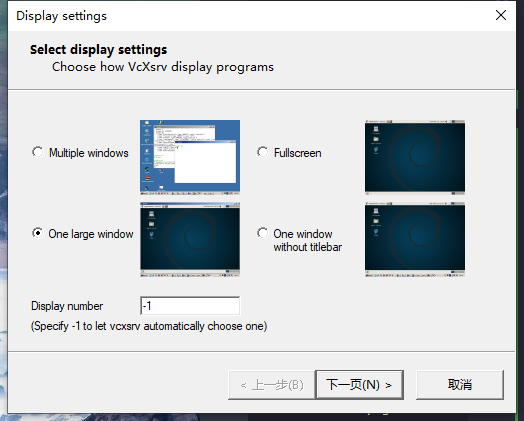 Display settings
Select display settings
Choose how VcXsrv display programs
Multiple windows
Fullscreen
One large window
One window
without titlebar
Display number
-1
(Specify -1 to let vcxsrv automatically choose one)
< 上一步(B)
下一页(N) >
取消